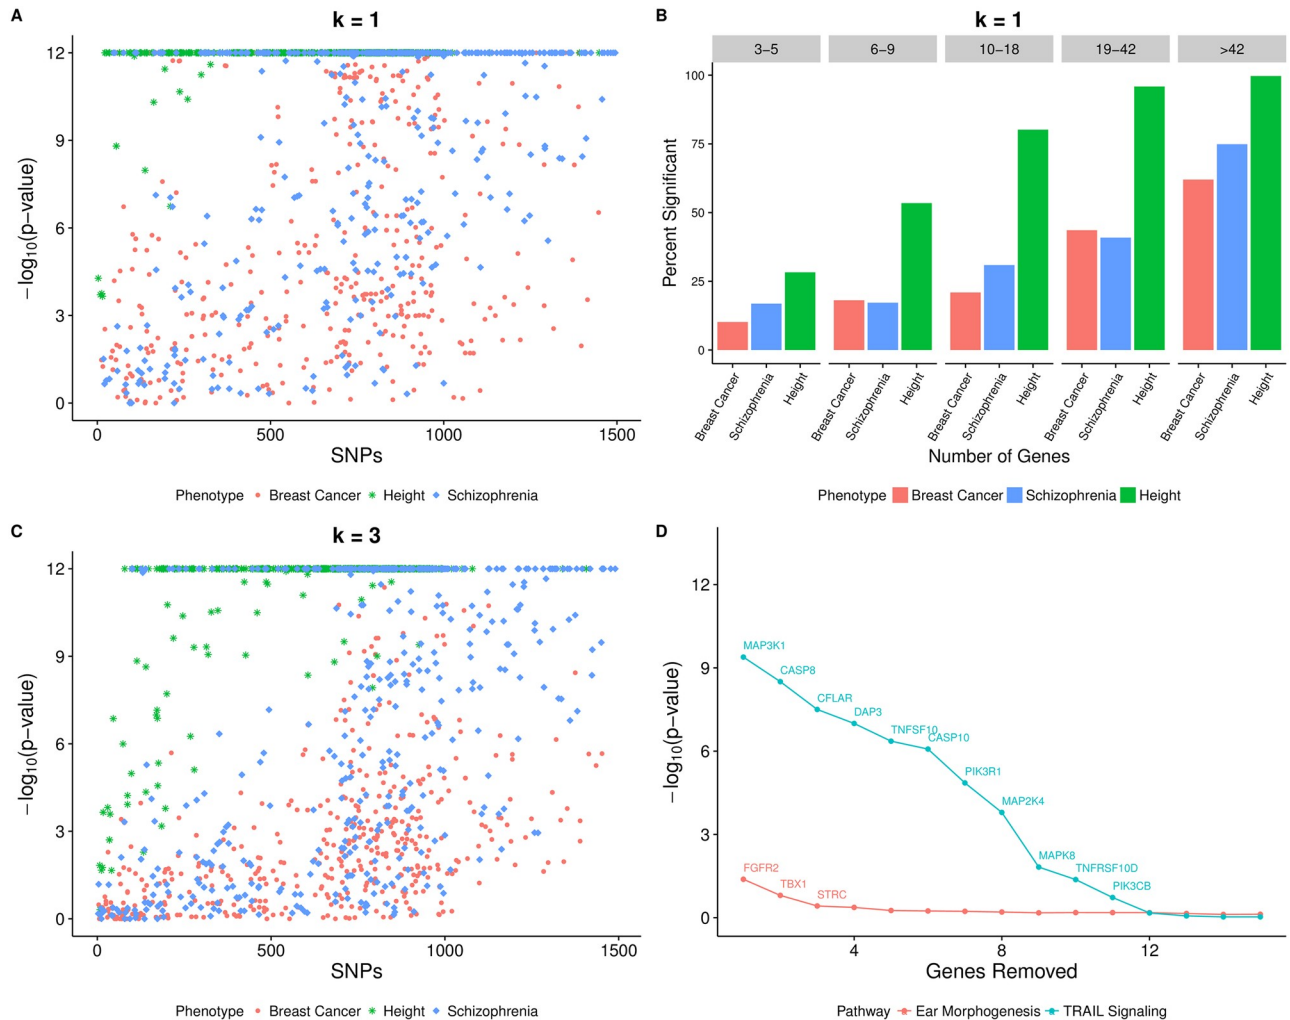 A
k = 1
12
9
6
3
0
−log10(p−value)
0 500 1000 1500
SNPs
Phenotype Breast Cancer Height Schizophrenia
B
k = 1
3−5 6−9 10−18 19−42 >42
100
75
50
25
0
Percent Significant
Breast Cancer Schizophrenia Height Breast Cancer Schizophrenia Height Breast Cancer Schizophrenia Height Breast Cancer Schizophrenia Height Breast Cancer Schizophrenia Height
Number of Genes
Phenotype Breast Cancer Schizophrenia Height
C
k = 3
12
9
6
3
0
−log10(p−value)
0 500 1000 1500
SNPs
Phenotype Breast Cancer Height Schizophrenia
D
12
9
6
3
0
−log10(p−value)
MAP3K1
CASP8
CFLAR
DAP3
TNFSF10
CASP10
PIK3R1
MAP2K4
MAPK8
TNFRSF10D
PIK3CB
FGFR2
TBX1
STRC
4 8 12
Genes Removed
Pathway Ear Morphogenesis TRAIL Signaling